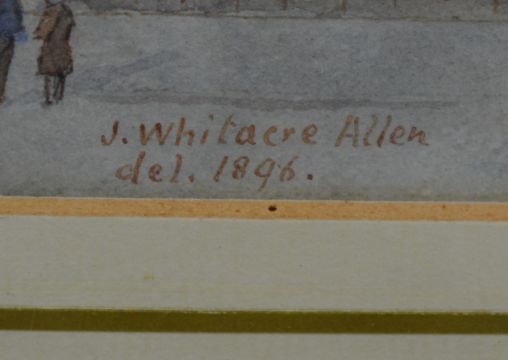 J. Whitacre Allen
del. 1896.